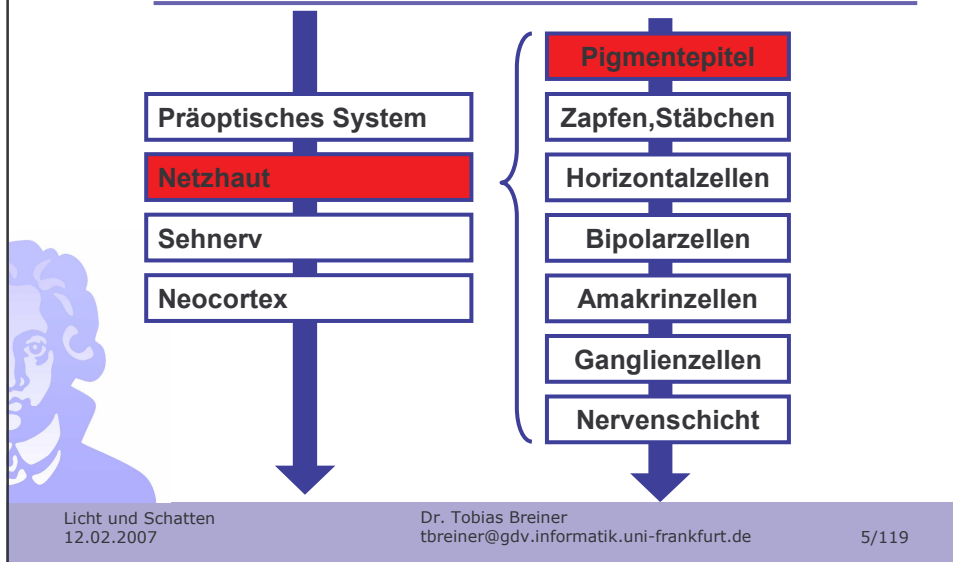 Präoptisches System
Netzhaut
Sehnerv
Neocortex
Pigmentepitel
Zapfen,Stäbchen
Horizontalzellen
Bipolarzellen
Amakrinzellen
Ganglienzellen
Nervenschicht
Licht und Schatten
12.02.2007
Dr. Tobias Breiner
tbreiner@gdv.informatik.uni-frankfurt.de
5/119